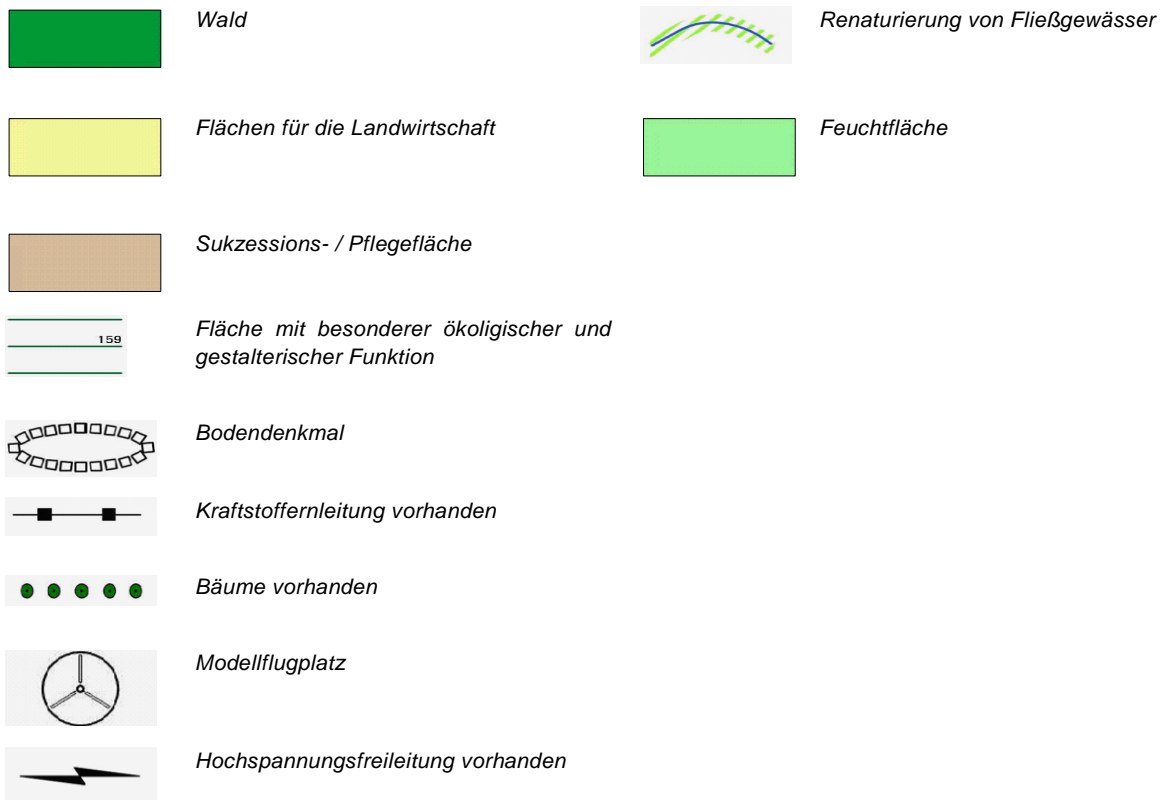 Wald
Renaturierung von Fließgewässer
Flächen für die Landwirtschaft
Feuchtfläche
Sukzessions- / Pflegefläche
159
Fläche mit besonderer ökoligischer und
gestalterischer Funktion
Bodendenkmal
Kraftstoffernleitung vorhanden
Bäume vorhanden
Modellflugplatz
Hochspannungsfreileitung vorhanden